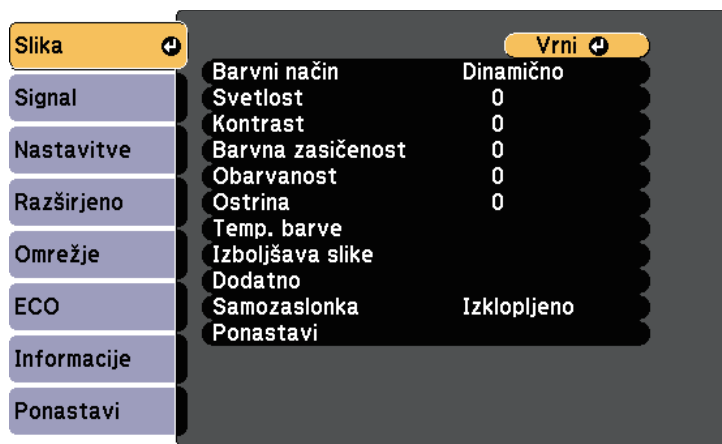 Slika
Signal
Nastavitve
Razširjeno
Omrežje
ECO
Informacije
Ponastavi
Vrni
Barvni način Dinamično
Svetlost 0
Kontrast 0
Barvna zasičenost 0
Obarvanost 0
Ostrina 0
Temp. barve
Izboljšava slike
Dodatno
Samozaslonka Izklopljeno
Ponastavi